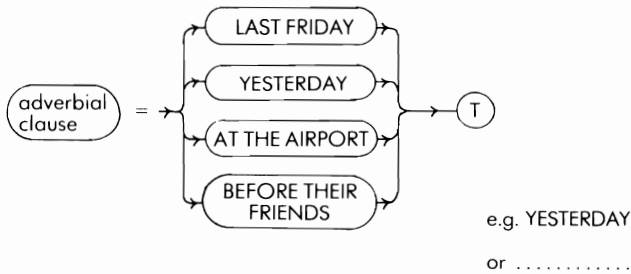 LAST FRIDAY
YESTERDAY
adverbial
clause
=
T
AT THE AIRPORT
BEFORE THEIR
FRIENDS
e.g. YESTERDAY
or ............